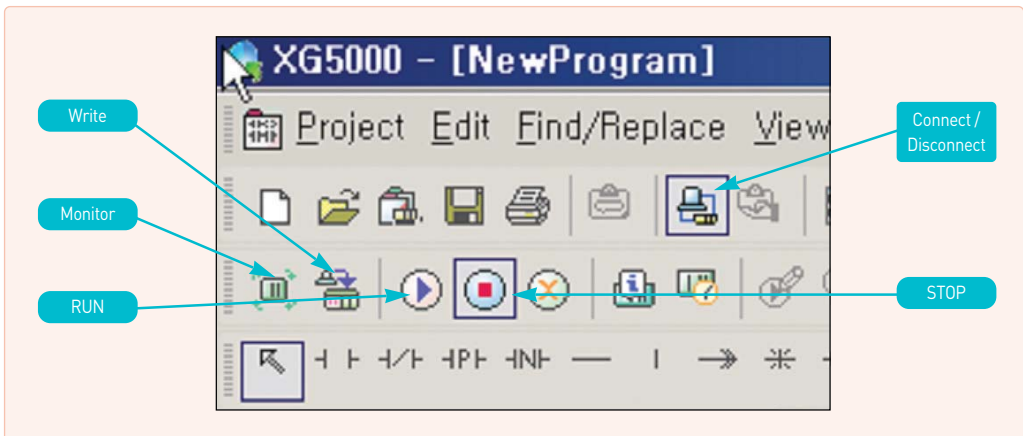 XG5000 - [NewProgram]
Write
Project Edit Find/Replace View
Connect /
Disconnect
Monitor
RUN
STOP
P N